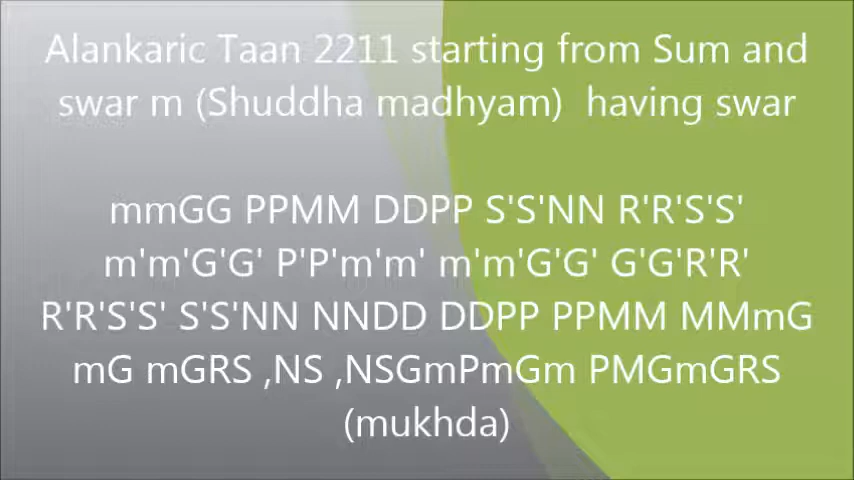 Alankaric Taan 2211 starting from Sum and
swar m (Shuddha madhyam) having swar
mmGG PPMM DDPP S'S'NN R'R'S'S'
m'm'G'G' P'P'm'm' m'm'G'G' G'G'R'R'
R'R'S'S' S'S'NN NNDD DDPP PPMM MMmG
mG mGRS ,NS ,NSGmPmGm PMGmGRS
(mukhda)